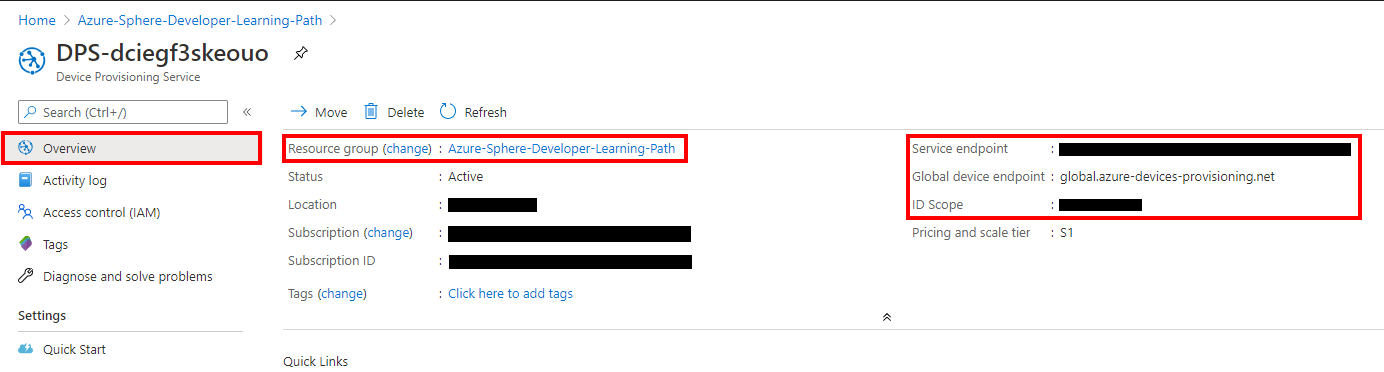 Home > Azure-Sphere-Developer-Learning-Path >
DPS-dciegf3skeouo
Device Provisioning Service
Search (Ctrl+/)
«
Move Delete Refresh
Overview
Activity log
Access control (IAM)
Tags
Diagnose and solve problems
Settings
Quick Start
Resource group (change) : Azure-Sphere-Developer-Learning-Path
Status : Active
Location :
Subscription (change) :
Subscription ID :
Tags (change) : Click here to add tags
Service endpoint :
Global device endpoint : global.azure-devices-provisioning.net
ID Scope :
Pricing and scale tier : S1
Quick Links